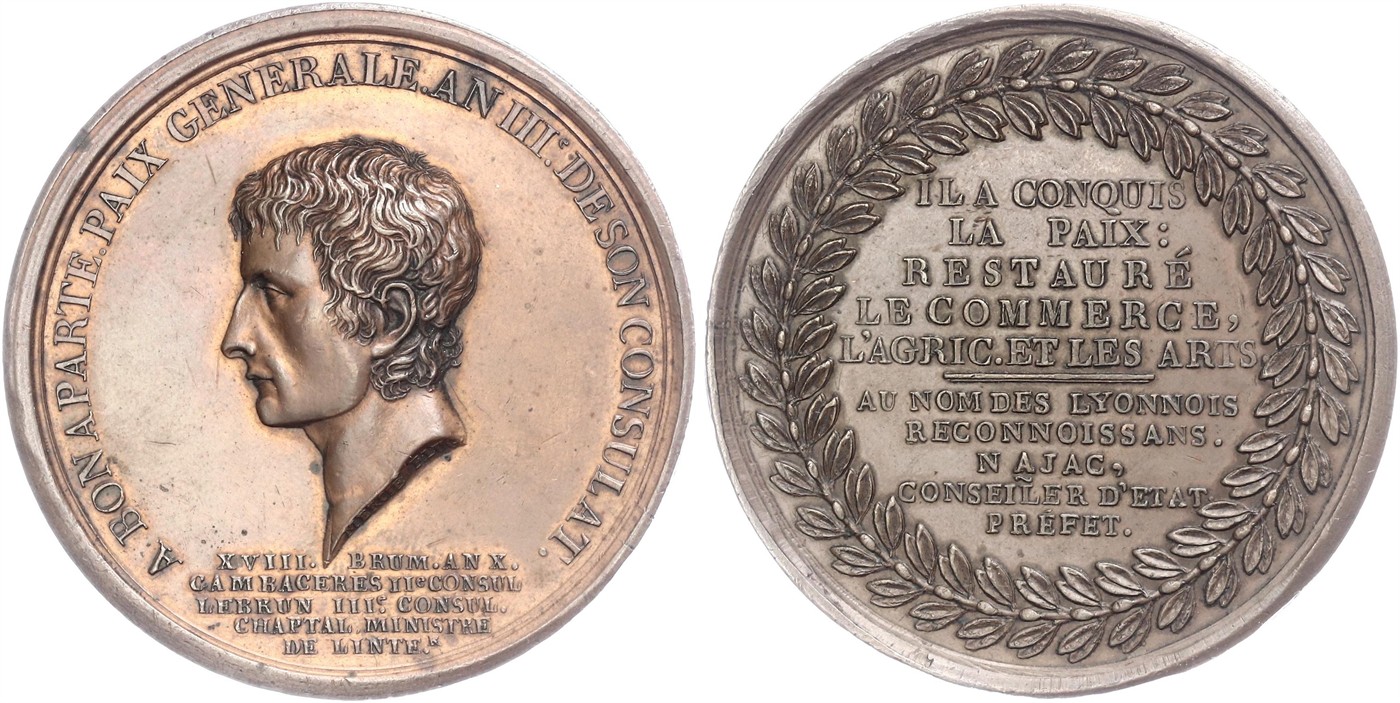 A BONAPARTE. PAIX GENERALE. AN III.e DE SON CONSULAT.
XVIII. BRUM. AN X.
CAMBACERES II.e CONSUL
LEBRUN III.e CONSUL.
CHAPTAL MINISTRE
DE L'INTE.R
IL A CONQUIS
LA PAIX:
RESTAURÉ
LE COMMERCE,
L'AGRIC. ET LES ARTS.
AU NOM DES LYONNOIS
RECONNOISSANS.
NAJAC,
CONSEILLER D'ETAT
PRÉFET.